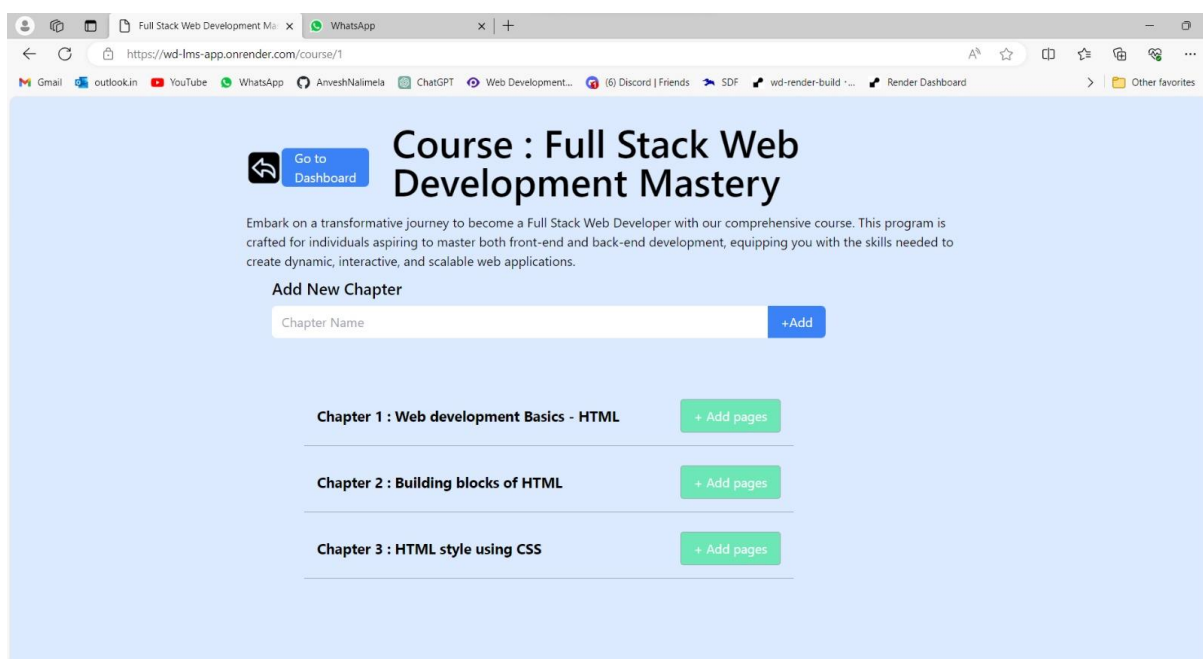 Full Stack Web Development Ma
WhatsApp
https://wd-lms-app.onrender.com/course/1
Gmail outlook.in YouTube WhatsApp AnveshNalimela ChatGPT Web Development... (6) Discord | Friends SDF wd-render-build ·... Render Dashboard Other favorites
Go to
Dashboard
Course : Full Stack Web
Development Mastery
Embark on a transformative journey to become a Full Stack Web Developer with our comprehensive course. This program is
crafted for individuals aspiring to master both front-end and back-end development, equipping you with the skills needed to
create dynamic, interactive, and scalable web applications.
Add New Chapter
Chapter Name +Add
Chapter 1 : Web development Basics - HTML + Add pages
Chapter 2 : Building blocks of HTML + Add pages
Chapter 3 : HTML style using CSS + Add pages